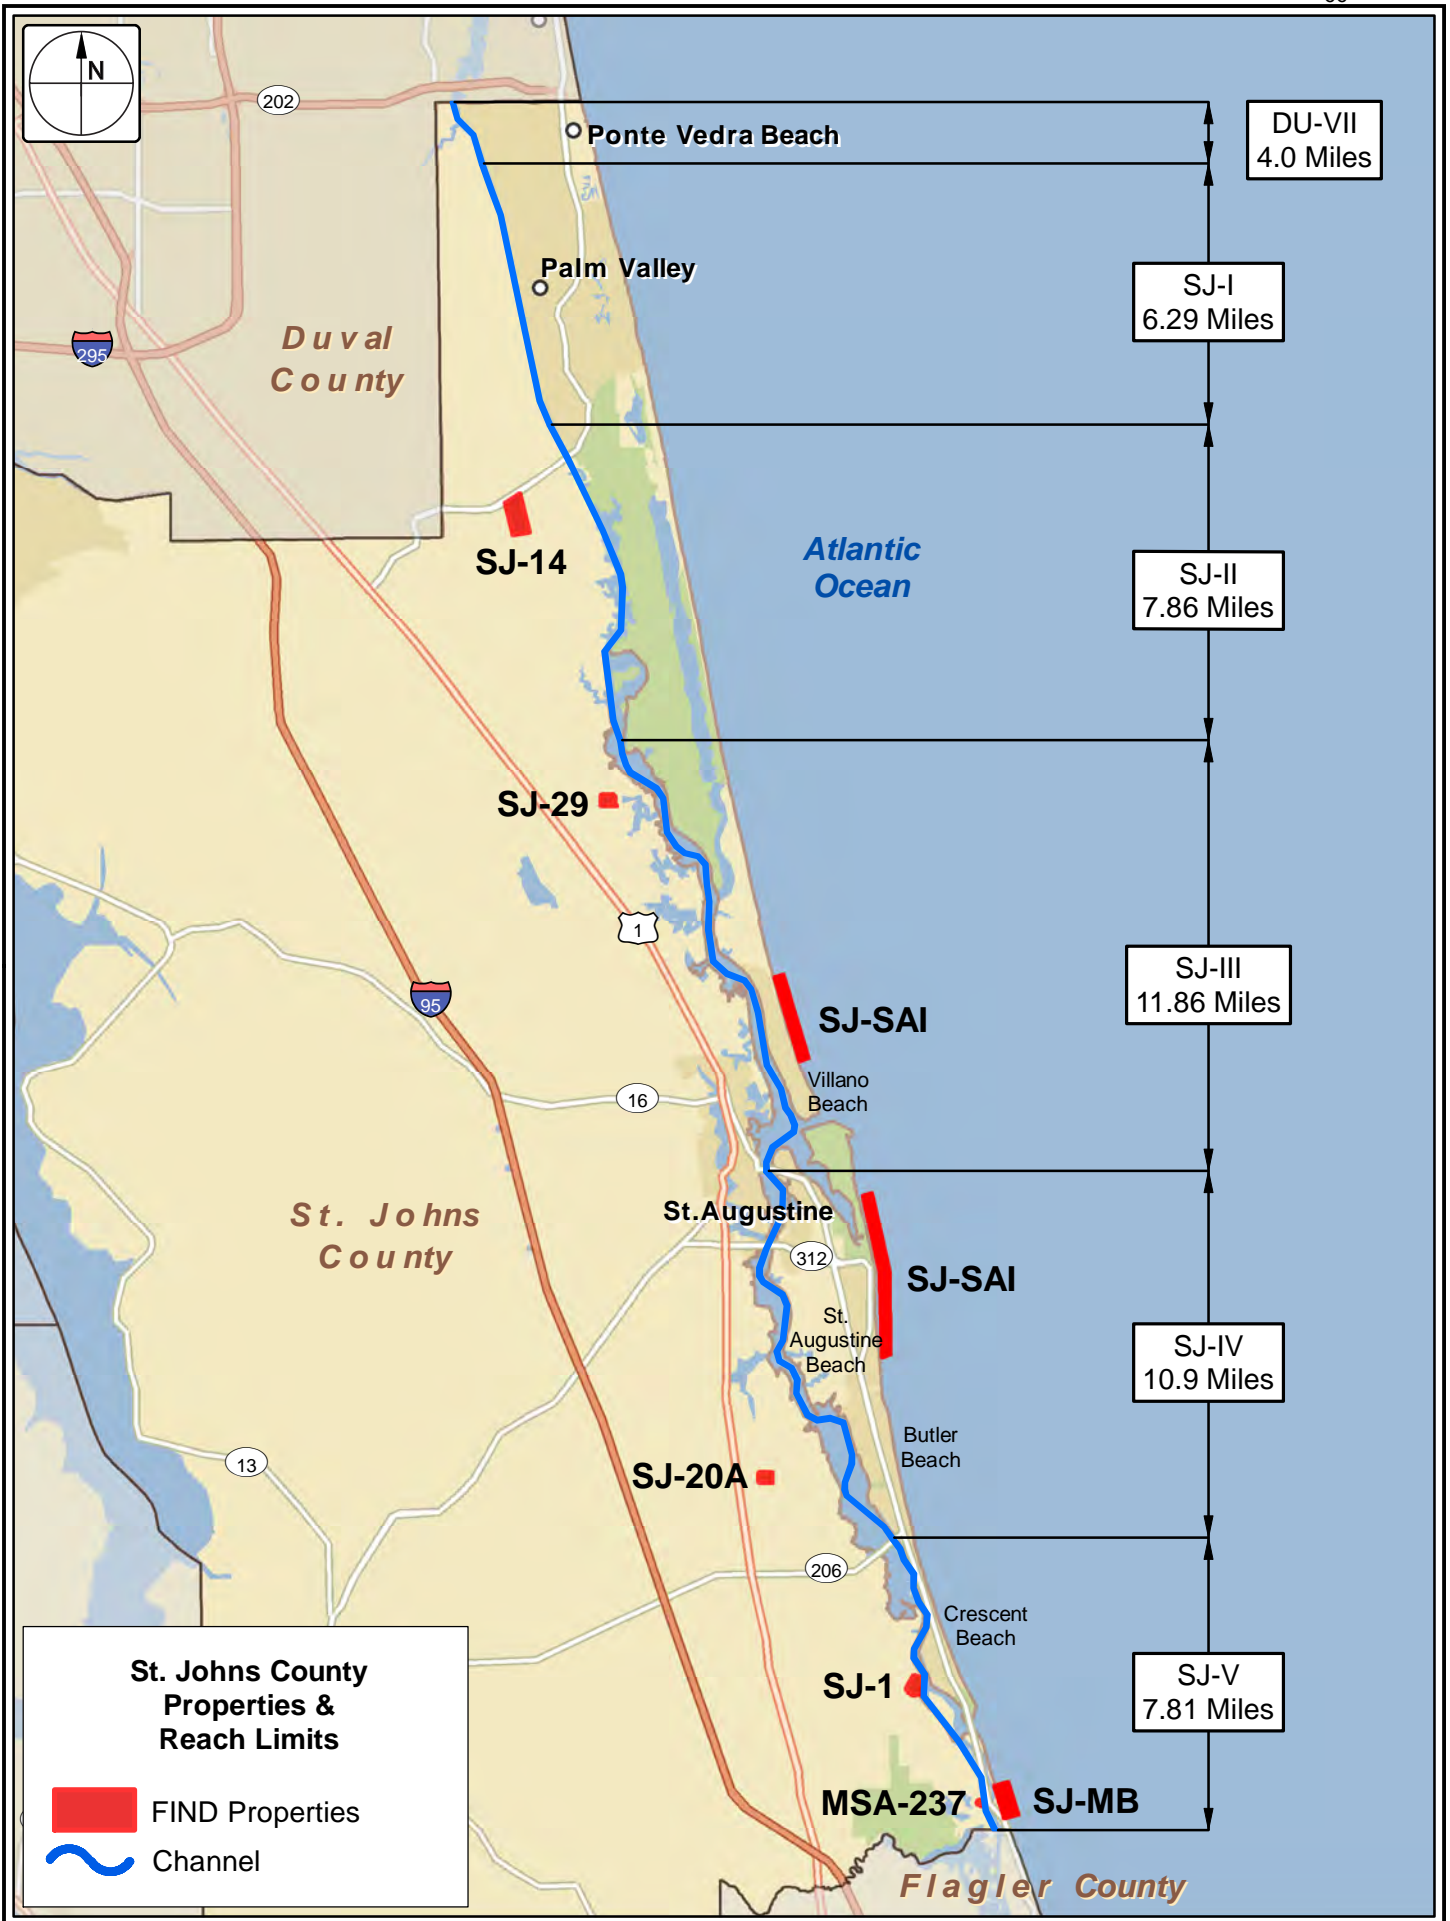 N
202
Ponte Vedra Beach
DU-VII
4.0 Miles
Palm Valley
SJ-I
6.29 Miles
Duval
County
295
SJ-14
Atlantic
Ocean
SJ-II
7.86 Miles
SJ-29
1
95
SJ-III
11.86 Miles
SJ-SAI
Villano
Beach
16
St. Johns
County
St.Augustine
312
SJ-SAI
St.
Augustine
Beach
SJ-IV
10.9 Miles
Butler
Beach
13
SJ-20A
206
Crescent
Beach
SJ-1
SJ-V
7.81 Miles
MSA-237
SJ-MB
Flagler County
St. Johns County
Properties &
Reach Limits
FIND Properties
Channel